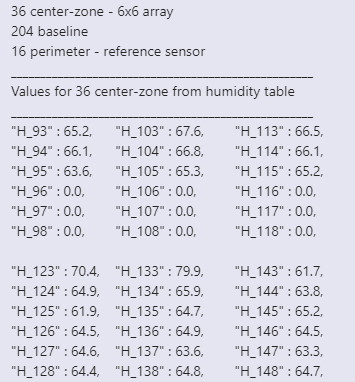 36 center-zone - 6x6 array
204 baseline
16 perimeter - reference sensor
Values for 36 center-zone from humidity table
"H_93" : 65.2, "H_103" : 67.6, "H_113" : 66.5,
"H_94" : 66.1, "H_104" : 66.8, "H_114" : 66.1,
"H_95" : 63.6, "H_105" : 65.3, "H_115" : 65.2,
"H_96" : 0.0, "H_106" : 0.0, "H_116" : 0.0,
"H_97" : 0.0, "H_107" : 0.0, "H_117" : 0.0,
"H_98" : 0.0, "H_108" : 0.0, "H_118" : 0.0,
"H_123" : 70.4, "H_133" : 79.9, "H_143" : 61.7,
"H_124" : 64.9, "H_134" : 65.9, "H_144" : 63.8,
"H_125" : 61.9, "H_135" : 64.7, "H_145" : 65.2,
"H_126" : 64.5, "H_136" : 64.9, "H_146" : 64.5,
"H_127" : 64.6, "H_137" : 63.6, "H_147" : 63.3,
"H_128" : 64.4, "H_138" : 64.8, "H_148" : 64.7,